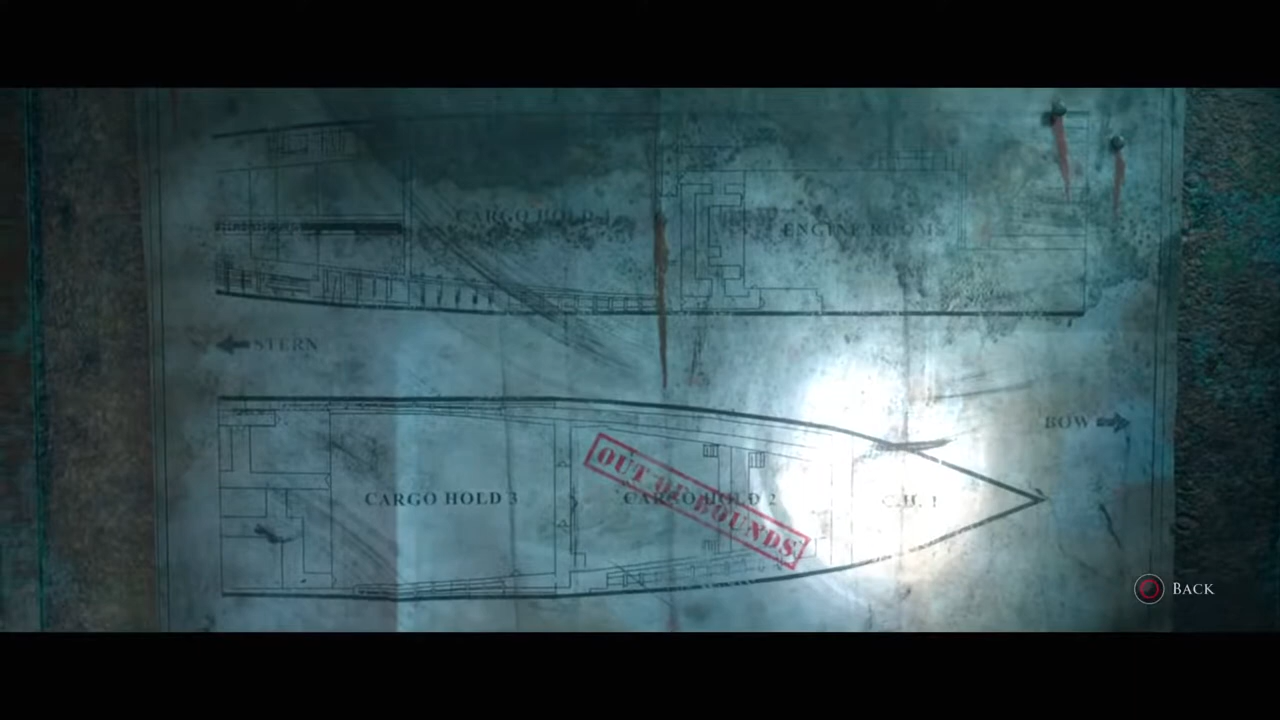 CARGO HOLD 4
ENGINE ROOMS
STERN
BOW
CARGO HOLD 3
OUT OF BOUNDS
CARGO HOLD 2
C.H. 1
BACK